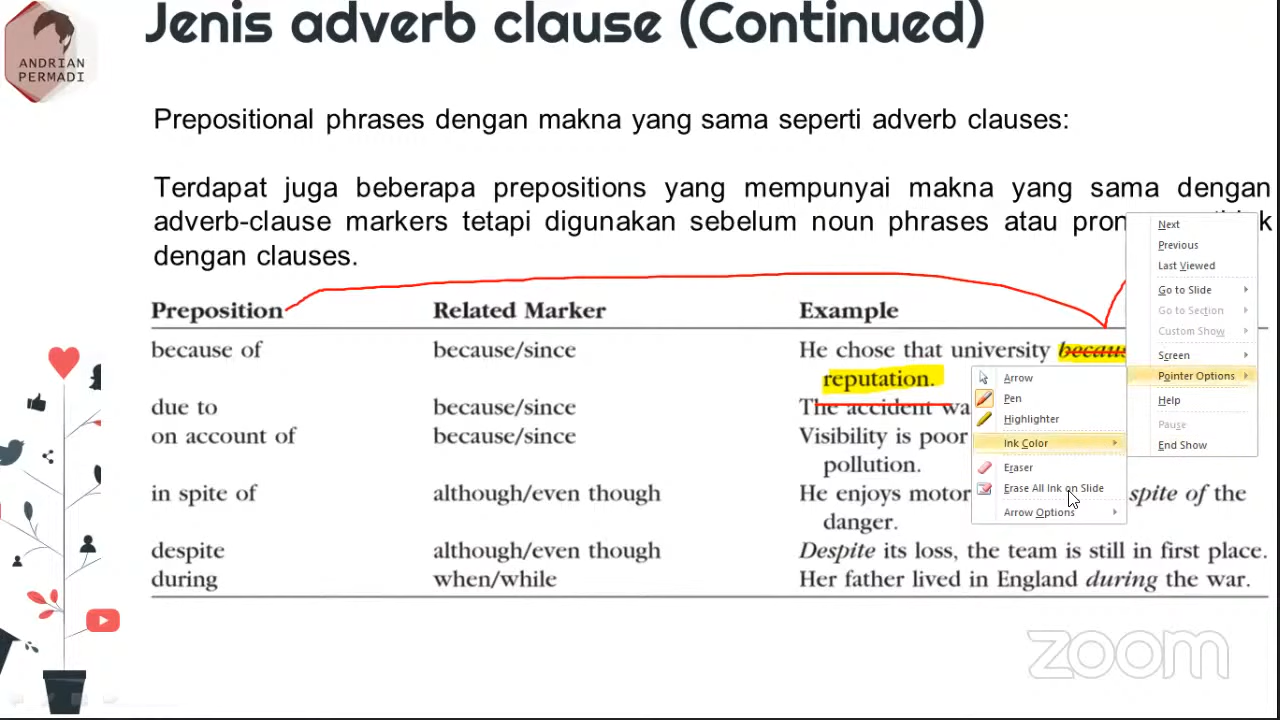 Jenis adverb clause (Continued)
ANDRIAN
PERMADI
Prepositional phrases dengan makna yang sama seperti adverb clauses:
Terdapat juga beberapa prepositions yang mempunyai makna yang sama dengan
adverb-clause markers tetapi digunakan sebelum noun phrases atau
dengan clauses.
Preposition Related Marker Example
because of because/since He chose that university
reputation.
due to because/since The accident
on account of because/since Visibility is poor
pollution.
in spite of although/even though He enjoys spite of the
danger.
despite although/even though Despite its loss, the team is still in first place.
during when/while Her father lived in England during the war.
Next
Previous
Last Viewed
Go to Slide
Go to Section
Custom Show
Screen
Pointer Options
Help
Pause
End Show
Arrow
Pen
Highlighter
Ink Color
Eraser
Erase All Ink on Slide
Arrow Options
zoom